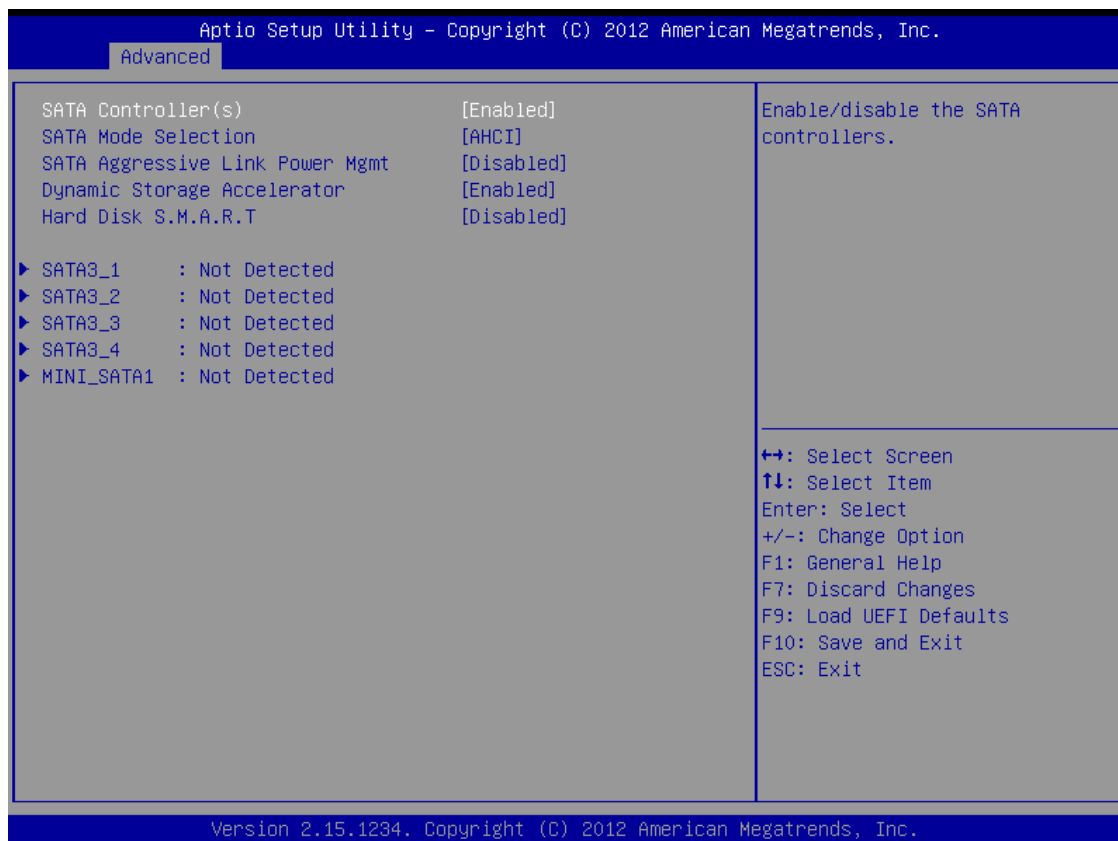 Aptio Setup Utility – Copyright (C) 2012 American Megatrends, Inc.
Advanced
SATA Controller(s) [Enabled]
SATA Mode Selection [AHCI]
SATA Aggressive Link Power Mgmt [Disabled]
Dynamic Storage Accelerator [Enabled]
Hard Disk S.M.A.R.T [Disabled]
▶ SATA3_1 : Not Detected
▶ SATA3_2 : Not Detected
▶ SATA3_3 : Not Detected
▶ SATA3_4 : Not Detected
▶ MINI_SATA1 : Not Detected
Enable/disable the SATA
controllers.
↔: Select Screen
↑↓: Select Item
Enter: Select
+/-: Change Option
F1: General Help
F7: Discard Changes
F9: Load UEFI Defaults
F10: Save and Exit
ESC: Exit
Version 2.15.1234. Copyright (C) 2012 American Megatrends, Inc.